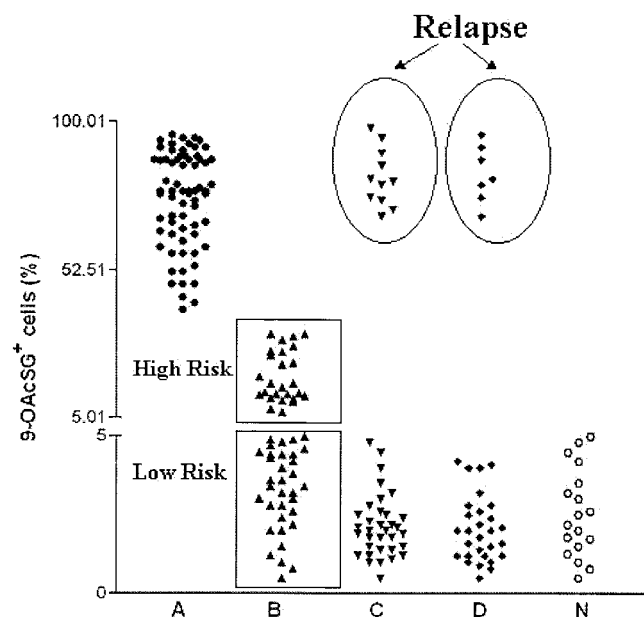 Relapse
100.01
52.51
5.01
5
0
9-OAcSG+ cells (%)
High Risk
Low Risk
A B C D N